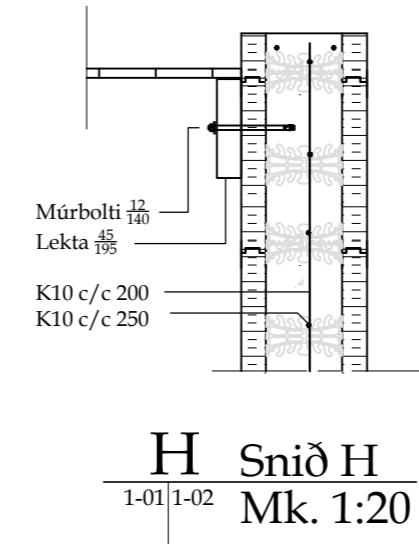 Múrbolti 12/140
Lekta 45/195
K10 c/c 200
K10 c/c 250
H Snið H
1-01 1-02 Mk. 1:20